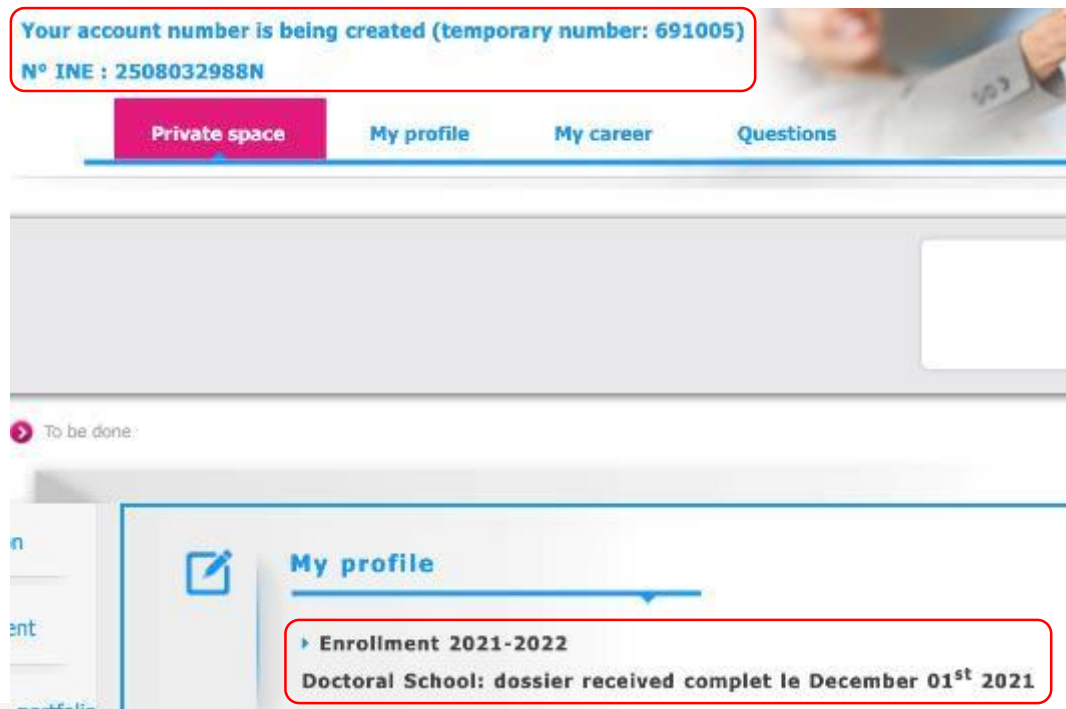 Your account number is being created (temporary number: 691005)
N° INE : 2508032988N
Private space My profile My career Questions
To be done
My profile
Enrollment 2021-2022
Doctoral School: dossier received complet le December 01st 2021